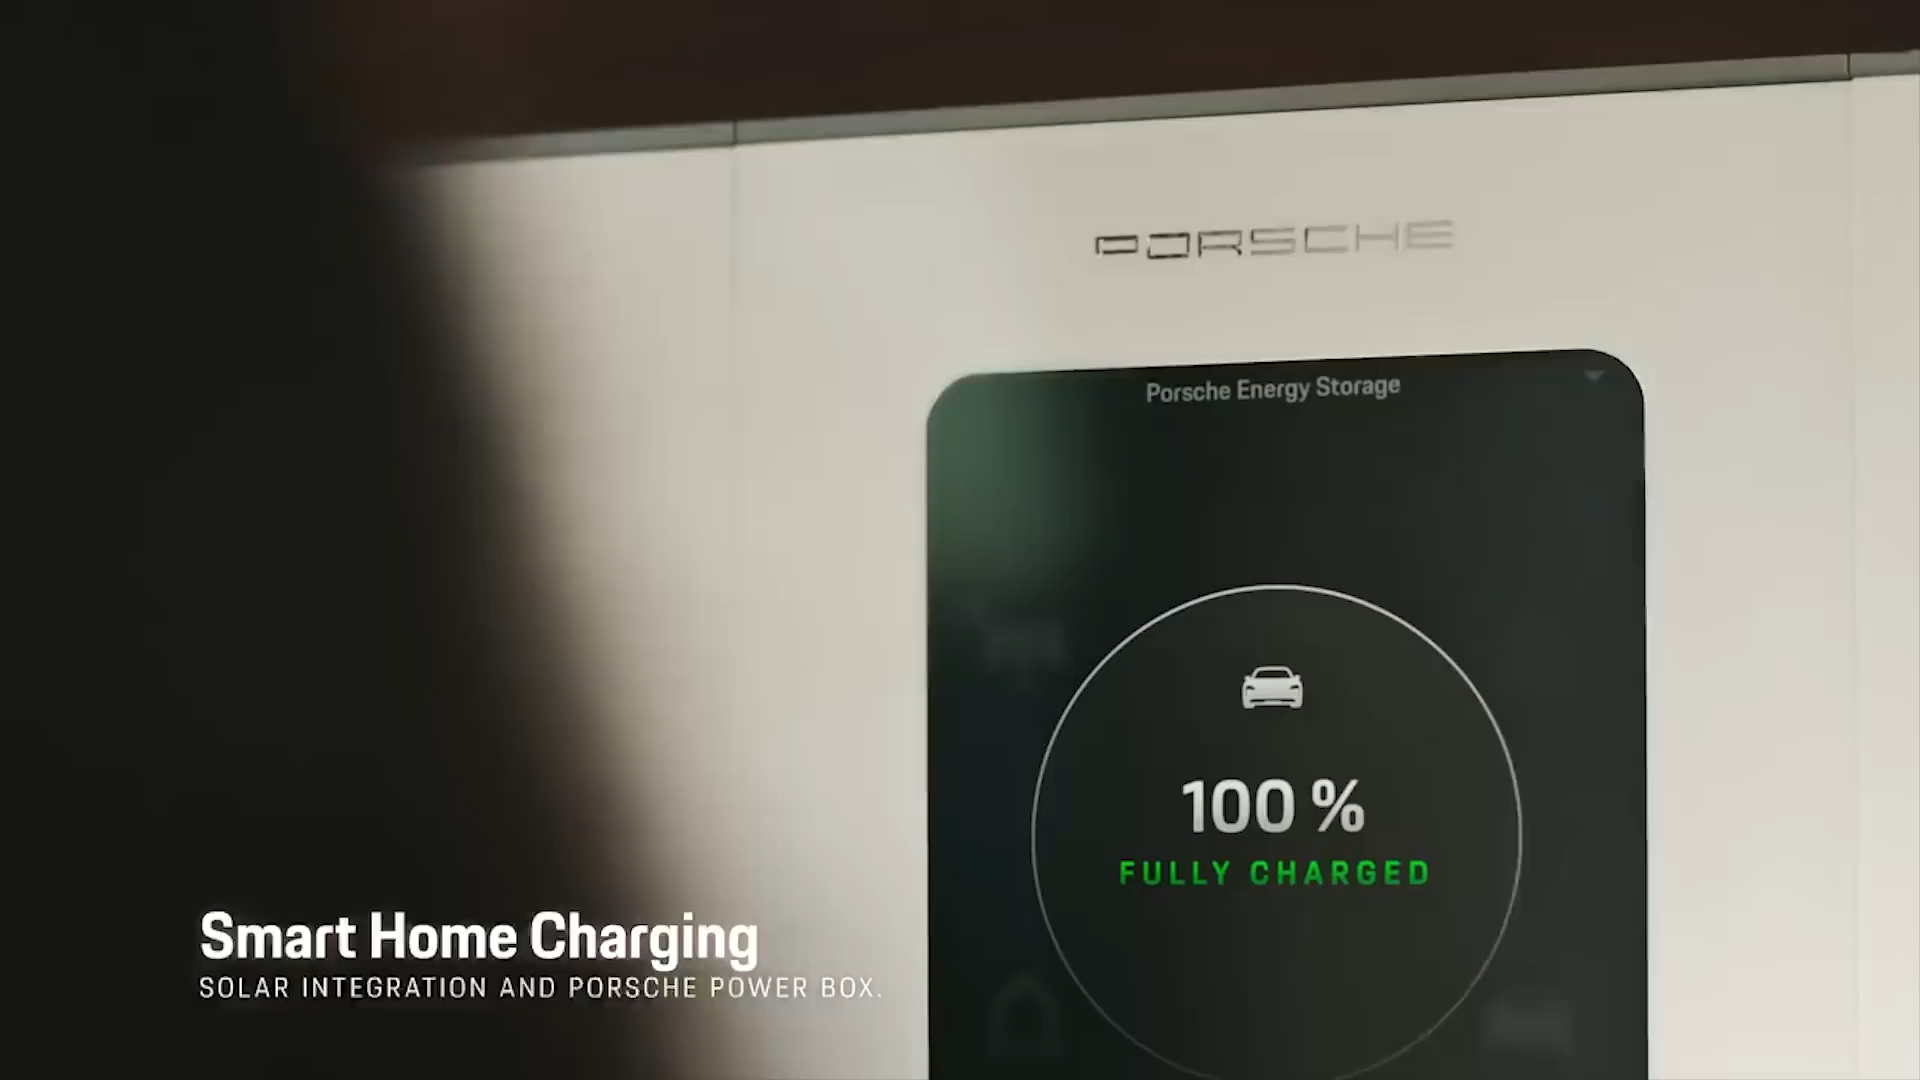 PORSCHE
Porsche Energy Storage
100 %
FULLY CHARGED
Smart Home Charging
SOLAR INTEGRATION AND PORSCHE POWER BOX.